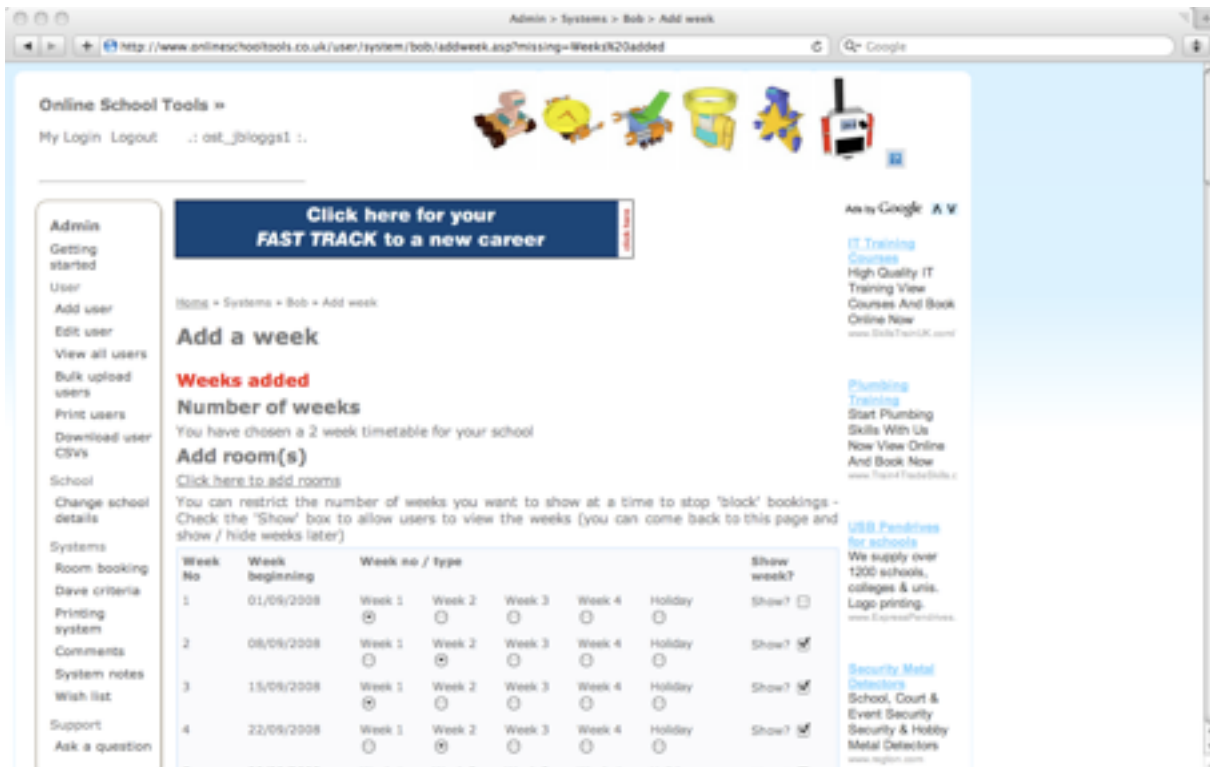 Admin > Systems > Bob > Add week
http://www.onlineschooltools.co.uk/user/system/bob/addweek.asp?missing=Weeks%20added
Google
Online School Tools »
My Login Logout .: ost_jbloggs1 :.
Click here for your
FAST TRACK to a new career
click here
Admin
Getting
started
User
Add user
Edit user
View all users
Bulk upload
users
Print users
Download user
CSVs
School
Change school
details
Systems
Room booking
Dave criteria
Printing
system
Comments
System notes
Wish list
Support
Ask a question
Home » Systems » Bob » Add week
Add a week
Weeks added
Number of weeks
You have chosen a 2 week timetable for your school
Add room(s)
Click here to add rooms
You can restrict the number of weeks you want to show at a time to stop 'block' bookings -
Check the 'Show' box to allow users to view the weeks (you can come back to this page and
show / hide weeks later)
Week No Week beginning Week no / type Show week?
1 01/09/2008 Week 1 Week 2 Week 3 Week 4 Holiday Show?
2 08/09/2008 Week 1 Week 2 Week 3 Week 4 Holiday Show?
15/09/2008 Week 1 Week 2 Week 3 Week 4 Holiday Show?
4 22/09/2008 Week 1 Week 2 Week 3 Week 4 Holiday Show?
Ads by Google
IT Training
Courses
High Quality IT
Training View
Courses And Book
Online Now
www.SkillsTrainUK.com/
Plumbing
Training
Start Plumbing
Skills With Us
Now View Online
And Book Now
www.Train4TradeSkills.c
USB Pendrives
for schools
We supply over
1200 schools,
colleges & unis.
Logo printing.
www.ExpressPendrives.
Security Metal
Detectors
School, Court &
Event Security
Security & Hobby
Metal Detectors